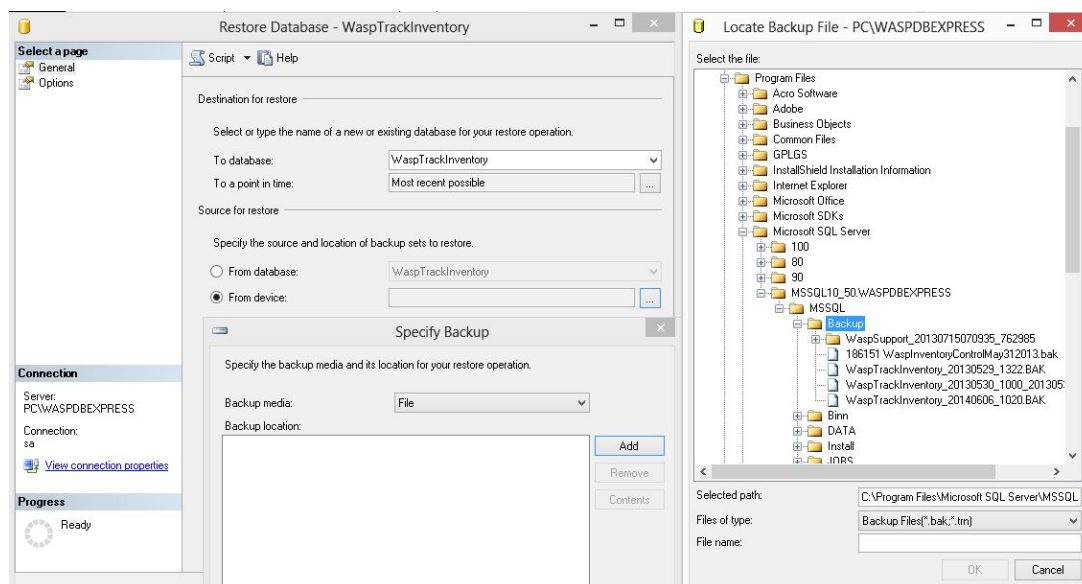 Restore Database - WaspTrackInventory
Select a page
General
Options
Script
Help
Destination for restore
Select or type the name of a new or existing database for your restore operation.
To database:
WaspTrackInventory
To a point in time:
Most recent possible
...
Source for restore
Specify the source and location of backup sets to restore.
From database:
WaspTrackInventory
From device:
...
Specify Backup
Specify the backup media and its location for your restore operation.
Backup media:
File
Backup location:
Add
Remove
Contents
Connection
Server:
PC\WASPDBEXPRESS
Connection:
sa
View connection properties
Progress
Ready
Locate Backup File - PC\WASPDBEXPRESS
Select the file:
Program Files
Acro Software
Adobe
Business Objects
Common Files
GPLGS
InstallShield Installation Information
Internet Explorer
Microsoft Office
Microsoft SDKs
Microsoft SQL Server
100
80
90
MSSQL10_50.WASPDBEXPRESS
MSSQL
Backup
WaspSupport_20130715070935_762985
186151 WaspInventoryControlMay312013.bak
WaspTrackInventory_20130529_1322.BAK
WaspTrackInventory_20130530_1000_201305
WaspTrackInventory_20140606_1020.BAK
Binn
DATA
Install
JOBS
Selected path:
C:\Program Files\Microsoft SQL Server\MSSQL
Files of type:
Backup Files(*.bak;*.trn)
File name:
OK
Cancel